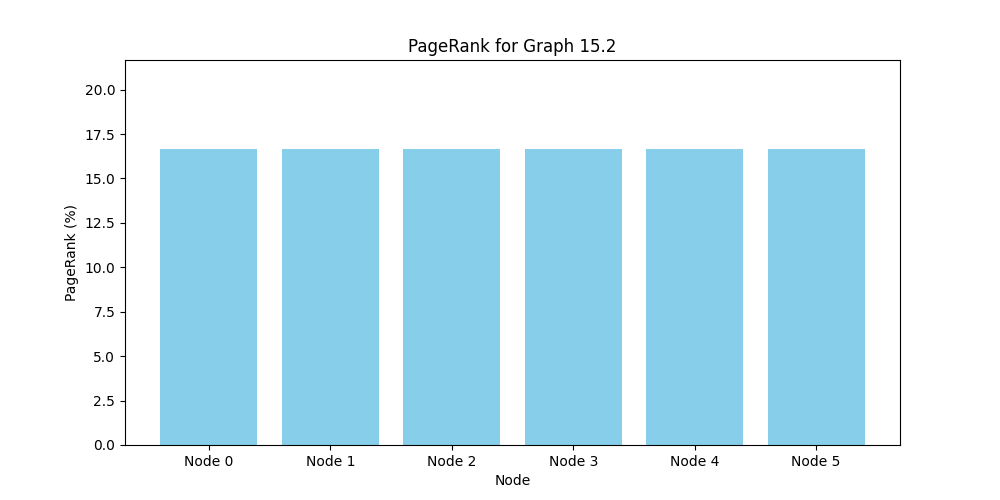 PageRank for Graph 15.2
PageRank (%)
20.0
17.5
15.0
12.5
10.0
7.5
5.0
2.5
0.0
Node 0 Node 1 Node 2 Node 3 Node 4 Node 5
Node